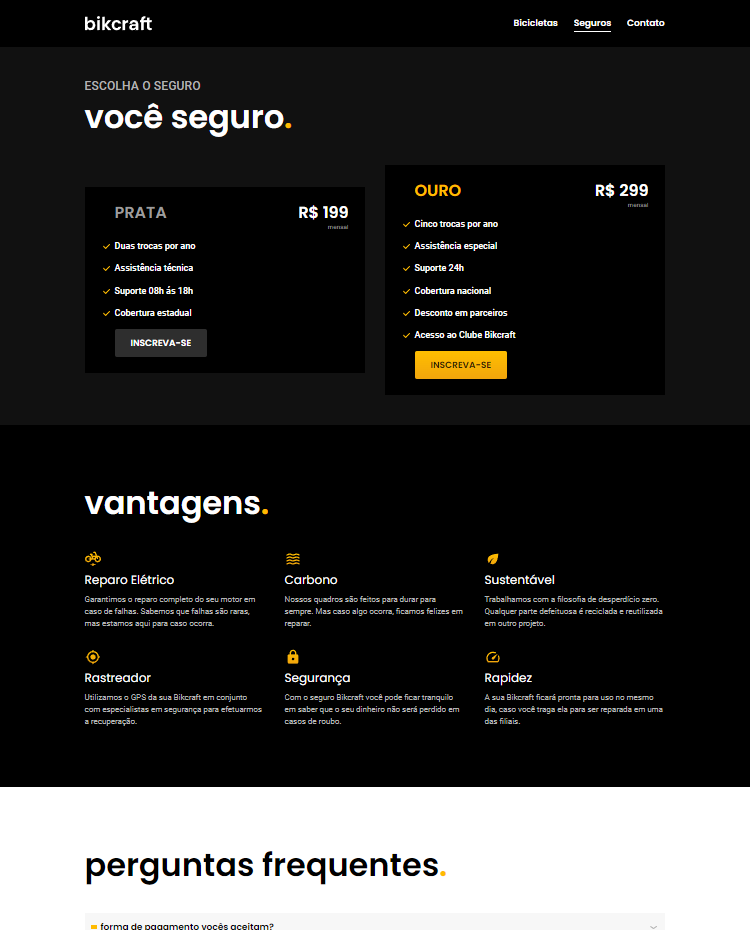 bikcraft
Bicicletas
Seguros
Contato
ESCOLHA O SEGURO
você seguro.
PRATA
R$ 199
mensal
Duas trocas por ano
Assistência técnica
Suporte 08h ás 18h
Cobertura estadual
INSCREVA-SE
OURO
R$ 299
mensal
Cinco trocas por ano
Assistência especial
Suporte 24h
Cobertura nacional
Desconto em parceiros
Acesso ao Clube Bikcraft
INSCREVA-SE
vantagens.
Reparo Elétrico
Garantimos o reparo completo do seu motor em
caso de falhas. Sabemos que falhas são raras,
mas estamos aqui para caso ocorra.
Carbono
Nossos quadros são feitos para durar para
sempre. Mas caso algo ocorra, ficamos felizes em
reparar.
Sustentável
Trabalhamos com a filosofia de desperdício zero.
Qualquer parte defeituosa é reciclada e reutilizada
em outro projeto.
Rastreador
Utilizamos o GPS da sua Bikcraft em conjunto
com especialistas em segurança para efetuarmos
a recuperação.
Segurança
Com o seguro Bikcraft você pode ficar tranquilo
em saber que o seu dinheiro não será perdido em
casos de roubo.
Rapidez
A sua Bikcraft ficará pronta para uso no mesmo
dia, caso você traga ela para ser reparada em uma
das filiais.
perguntas frequentes.
forma de pagamento vocês aceitam?